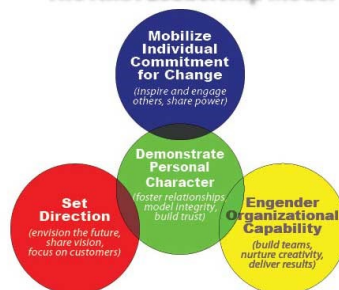 Mobilize
Individual
Commitment
for Change
(inspire and engage
others, share power)
Demonstrate
Personal
Character
(foster relationships,
model integrity,
build trust)
Set
Direction
(envision the future,
share vision,
focus on customers)
Engender
Organizational
Capability
(build teams,
nurture creativity,
deliver results)